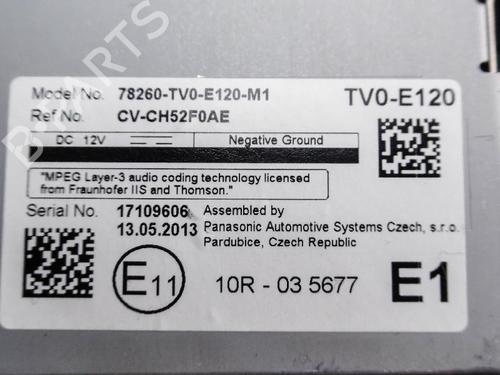 Model No. 78260-TV0-E120-M1 TV0-E120
Ref No. CV-CH52F0AE
DC 12V Negative Ground
"MPEG Layer-3 audio coding technology licensed
from Fraunhofer IIS and Thomson."
Serial No. 17109606 Assembled by
13.05.2013 Panasonic Automotive Systems Czech, s.r.o.
Pardubice, Czech Republic
E11 10R - 03 5677 E1
B-PARTS